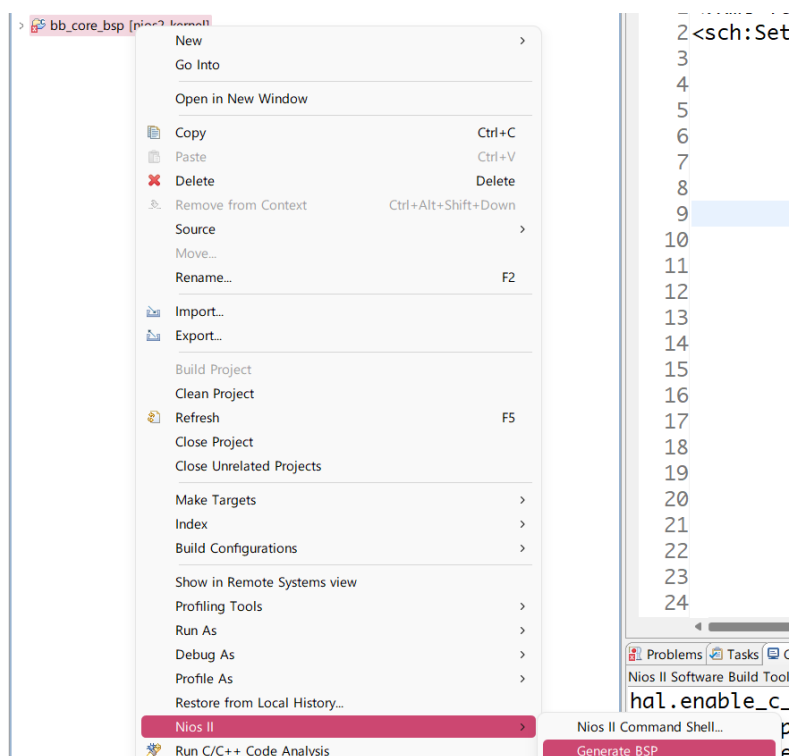 bb_core_bsp [nios2-kernel]
New
Go Into
Open in New Window
Copy Ctrl+C
Paste Ctrl+V
Delete Delete
Remove from Context Ctrl+Alt+Shift+Down
Source
Move...
Rename... F2
Import...
Export...
Build Project
Clean Project
Refresh F5
Close Project
Close Unrelated Projects
Make Targets
Index
Build Configurations
Show in Remote Systems view
Profiling Tools
Run As
Debug As
Profile As
Restore from Local History...
Nios II
Run C/C++ Code Analysis
Nios II Command Shell...
Generate BSP
2 <sch:Set
3
4
5
6
7
8
9
10
11
12
13
14
15
16
17
18
19
20
21
22
23
24
Problems Tasks C
Nios II Software Build Tool
hal.enable_c_